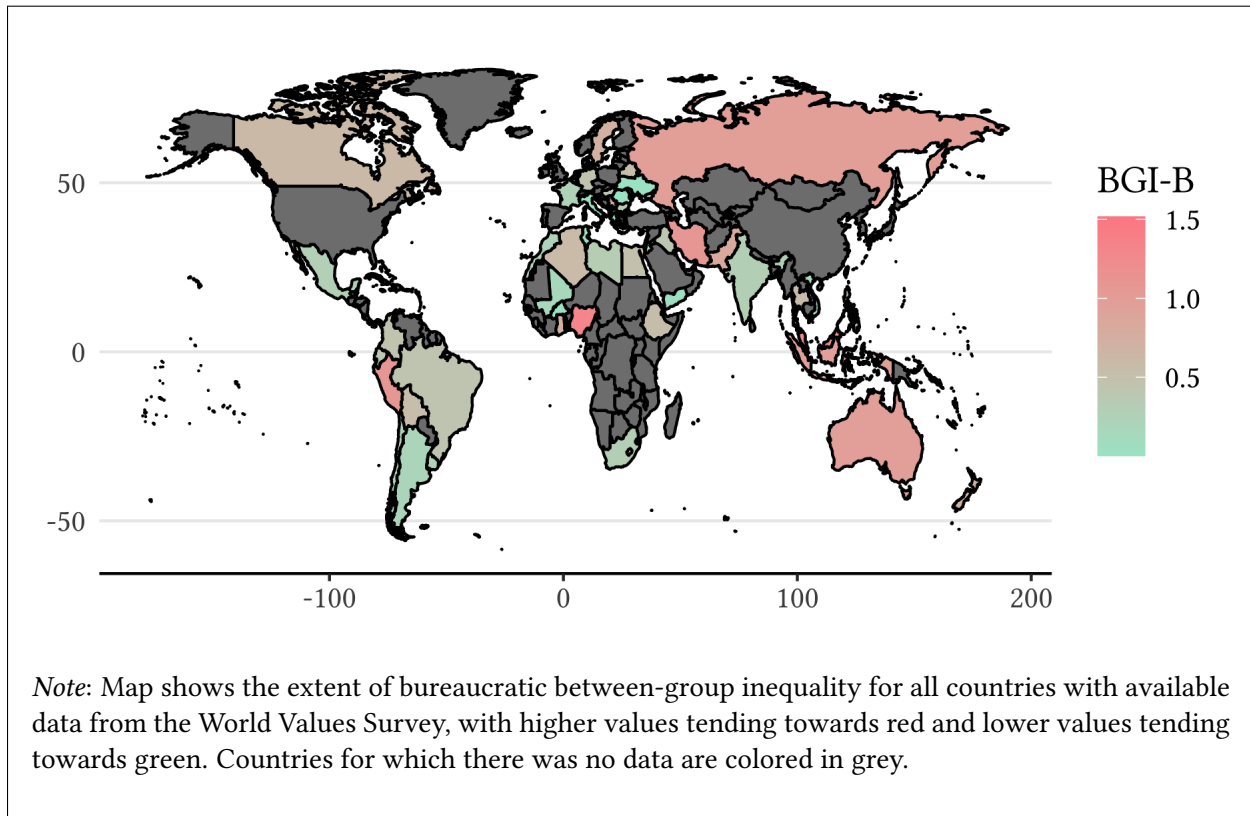 BGI-B
1.5
1.0
0.5
50
0
-50
-100
0
100
200
Note: Map shows the extent of bureaucratic between-group inequality for all countries with available
data from the World Values Survey, with higher values tending towards red and lower values tending
towards green. Countries for which there was no data are colored in grey.